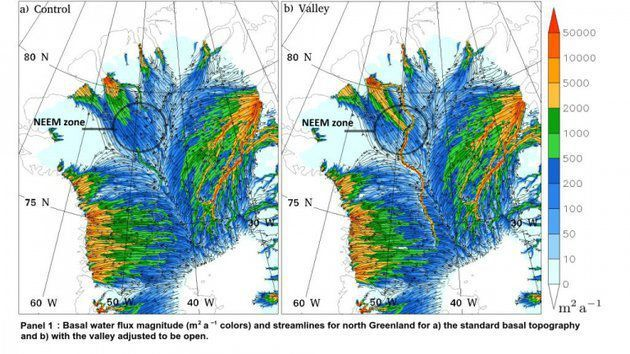 a) Control
b) Valley
80 N
80 N
NEEM zone
NEEM zone
75 N
75 N
30 W
30 W
60 W
50 W
40 W
60 W
50 W
40 W
50000
10000
5000
2000
1000
500
200
100
50
10
0
m² a⁻¹
Panel 1 : Basal water flux magnitude (m² a ⁻¹ colors) and streamlines for north Greenland for a) the standard basal topography
and b) with the valley adjusted to be open.